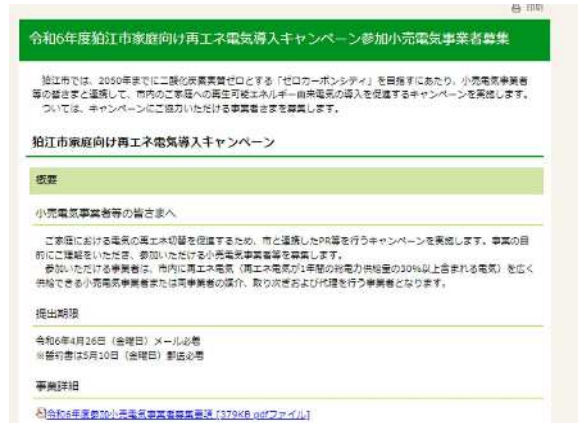 印刷
令和6年度狛江市家庭向け再エネ電気導入キャンペーン参加小売電気事業者募集
狛江市では、2050年までに二酸化炭素実質ゼロとする「ゼロカーボンシティ」を目指すにあたり、小売電気事業者
等の皆さまと連携して、市内のご家庭への再生可能エネルギー由来電気の導入を促進するキャンペーンを実施します。
ついては、キャンペーンにご協力いただける事業者さまを募集します。
狛江市家庭向け再エネ電気導入キャンペーン
概要
小売電気事業者等の皆さまへ
ご家庭における電気の再エネ切替を促進するため、市と連携したPR等を行うキャンペーンを実施します。事業の目
的にご理解をいただき、参加いただける小売電気事業者等を募集します。
参加いただける事業者は、市内に再エネ電気（再エネ電気が1年間の総電力供給量の30%以上含まれる電気）を広く
供給できる小売電気事業者または同事業者の媒介、取り次ぎおよび代理を行う事業者となります。
提出期限
令和6年4月26日（金曜日）メール必着
※誓約書は5月10日（金曜日）郵送必着
事業詳細
令和6年度参加小売電気事業者募集要項 [379KB pdfファイル]